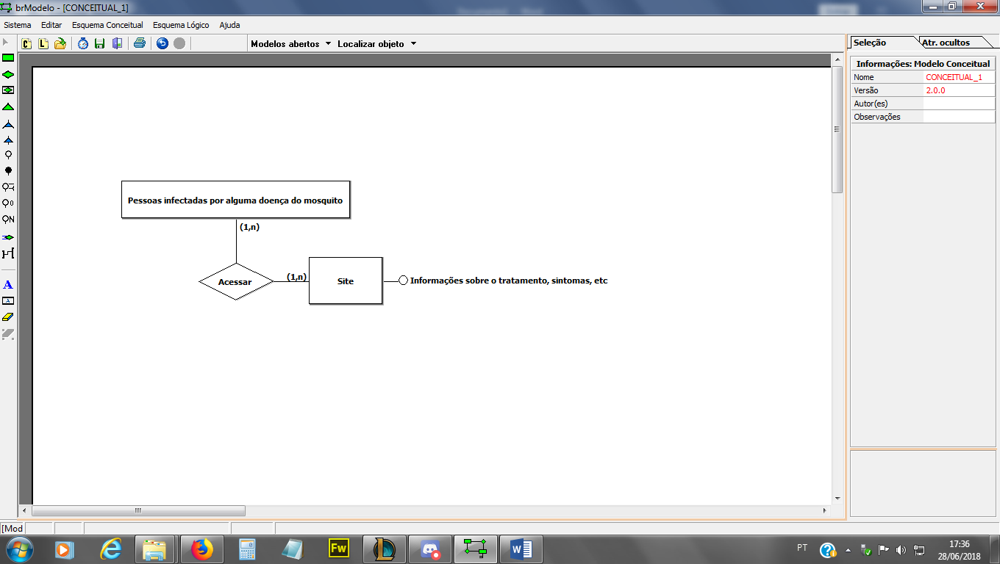 brModelo - [CONCEITUAL_1]
Sistema Editar Esquema Conceitual Esquema Lógico Ajuda
C L Modelos abertos Localizar objeto
Seleção Atr. ocultos
Informações: Modelo Conceitual
Nome CONCEITUAL_1
Versão 2.0.0
Autor(es)
Observações
Pessoas infectadas por alguma doença do mosquito
(1,n)
Acessar
(1,n)
Site
Informações sobre o tratamento, sintomas, etc
0
N
A
A
[Mod
Fw
W
PT
?
17:36
28/06/2018